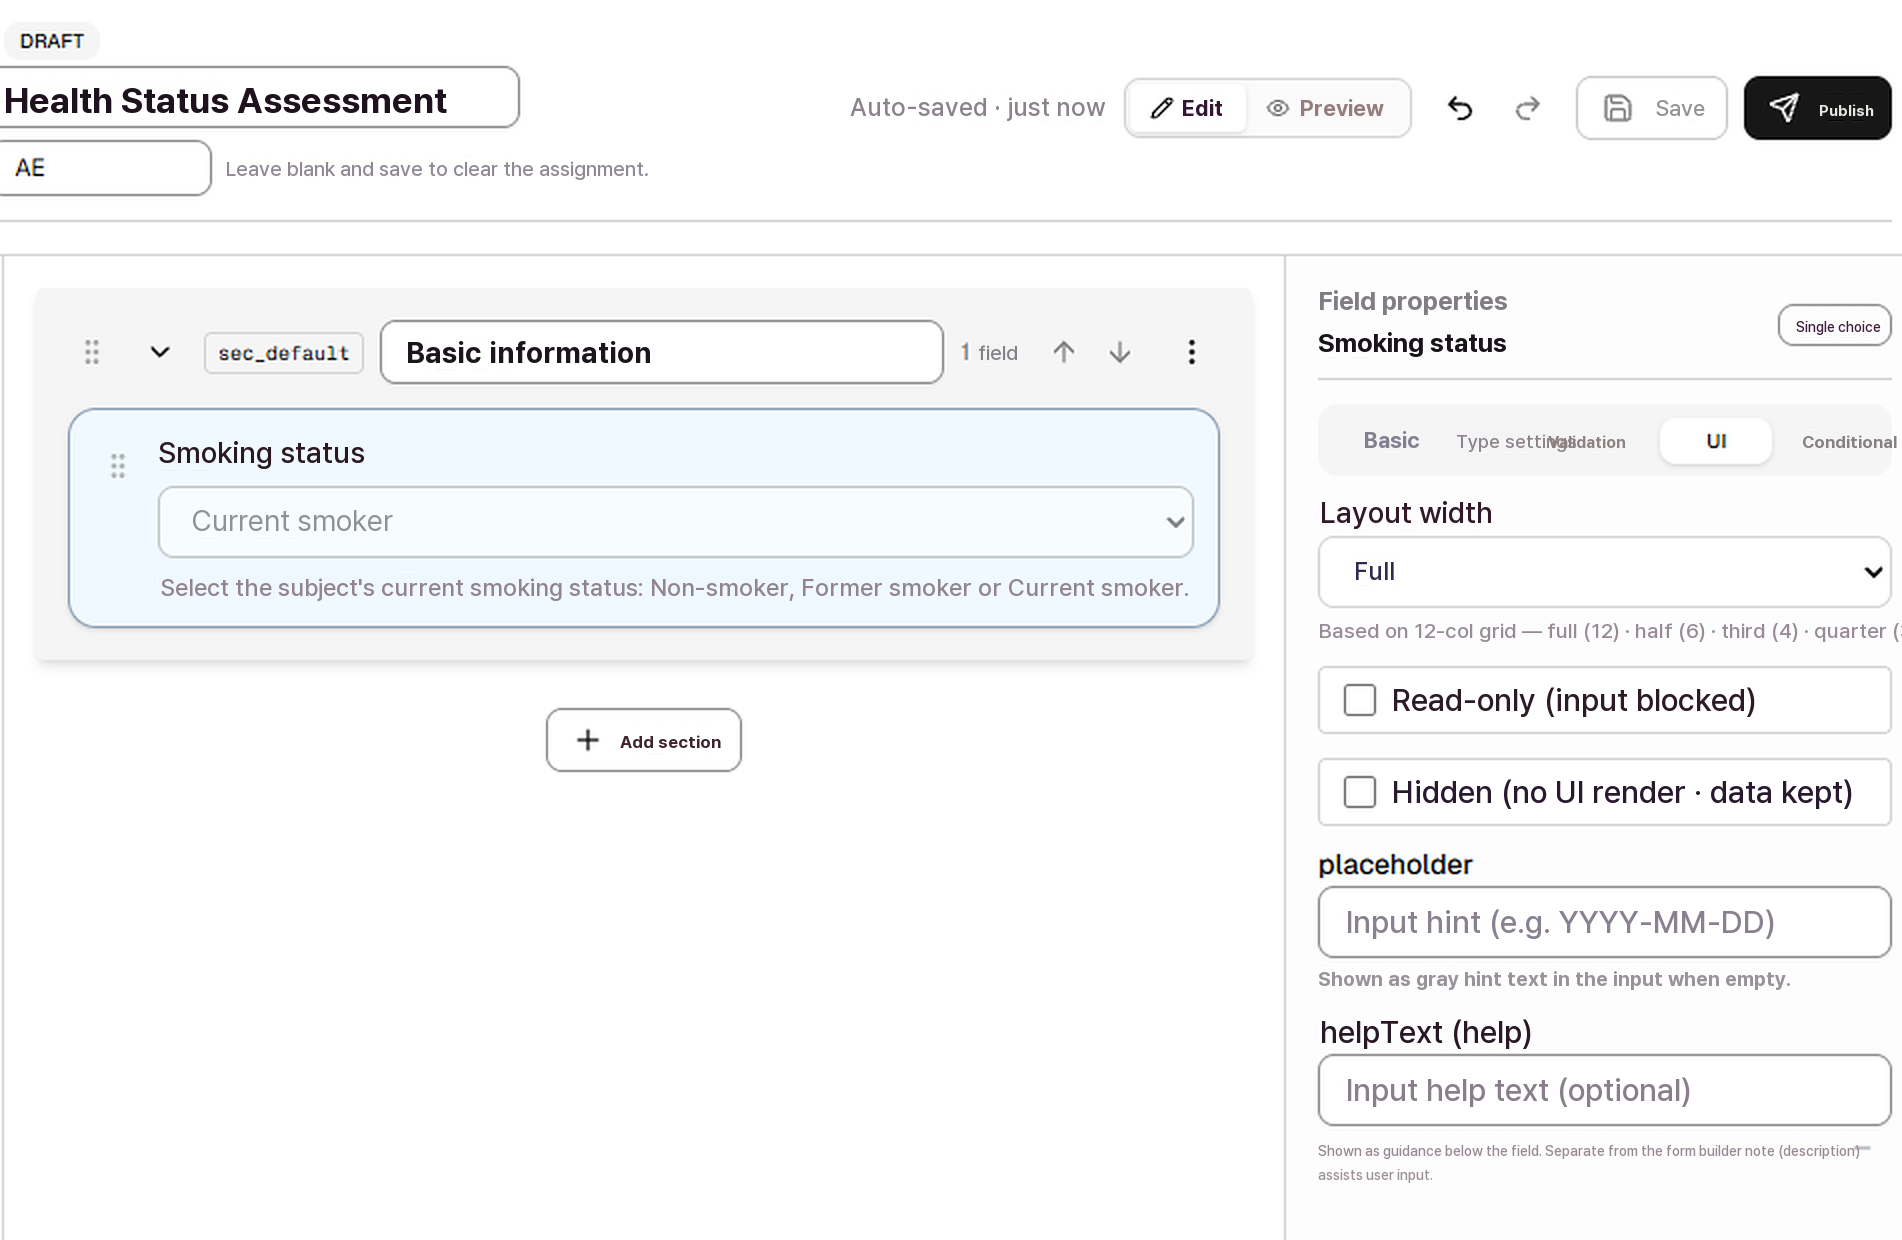 DRAFT
Health Status Assessment
Auto-saved · just now
Edit
Preview
Save
Publish
AE
Leave blank and save to clear the assignment.
sec_default
Basic information
1 field
Smoking status
Current smoker
Select the subject's current smoking status: Non-smoker, Former smoker or Current smoker.
Add section
Field properties
Smoking status
Single choice
Basic
Type settings
Validation
UI
Conditional
Layout width
Full
Based on 12-col grid — full (12) · half (6) · third (4) · quarter (
Read-only (input blocked)
Hidden (no UI render · data kept)
placeholder
Input hint (e.g. YYYY-MM-DD)
Shown as gray hint text in the input when empty.
helpText (help)
Input help text (optional)
Shown as guidance below the field. Separate from the form builder note (description)
assists user input.